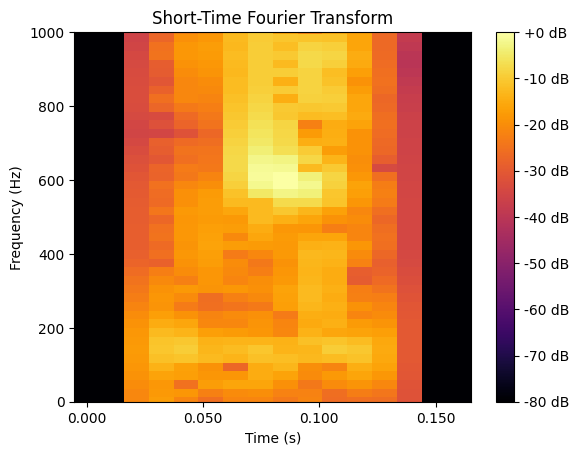 Short-Time Fourier Transform
1000
800
600
400
200
0
Frequency (Hz)
0.000
0.050
0.100
0.150
Time (s)
+0 dB
-10 dB
-20 dB
-30 dB
-40 dB
-50 dB
-60 dB
-70 dB
-80 dB